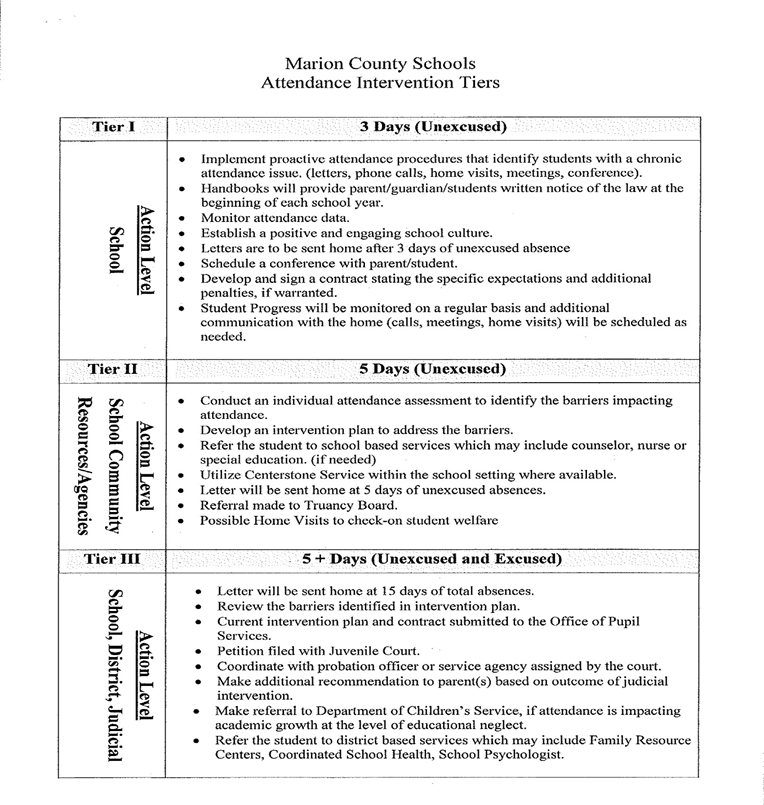 Marion County Schools
Attendance Intervention Tiers
Tier I
3 Days (Unexcused)
Action Level
School
• Implement proactive attendance procedures that identify students with a chronic
attendance issue. (letters, phone calls, home visits, meetings, conference).
• Handbooks will provide parent/guardian/students written notice of the law at the
beginning of each school year.
• Monitor attendance data.
• Establish a positive and engaging school culture.
• Letters are to be sent home after 3 days of unexcused absence
• Schedule a conference with parent/student.
• Develop and sign a contract stating the specific expectations and additional
penalties, if warranted.
• Student Progress will be monitored on a regular basis and additional
communication with the home (calls, meetings, home visits) will be scheduled as
needed.
Tier II
5 Days (Unexcused)
Action Level
School Community
Resources/Agencies
• Conduct an individual attendance assessment to identify the barriers impacting
attendance.
• Develop an intervention plan to address the barriers.
• Refer the student to school based services which may include counselor, nurse or
special education. (if needed)
• Utilize Centerstone Service within the school setting where available.
• Letter will be sent home at 5 days of unexcused absences.
• Referral made to Truancy Board.
• Possible Home Visits to check-on student welfare
Tier III
5 + Days (Unexcused and Excused)
Action Level
School, District, Judicial
• Letter will be sent home at 15 days of total absences.
• Review the barriers identified in intervention plan.
• Current intervention plan and contract submitted to the Office of Pupil
Services.
• Petition filed with Juvenile Court.
• Coordinate with probation officer or service agency assigned by the court.
• Make additional recommendation to parent(s) based on outcome of judicial
intervention.
• Make referral to Department of Children's Service, if attendance is impacting
academic growth at the level of educational neglect.
• Refer the student to district based services which may include Family Resource
Centers, Coordinated School Health, School Psychologist.